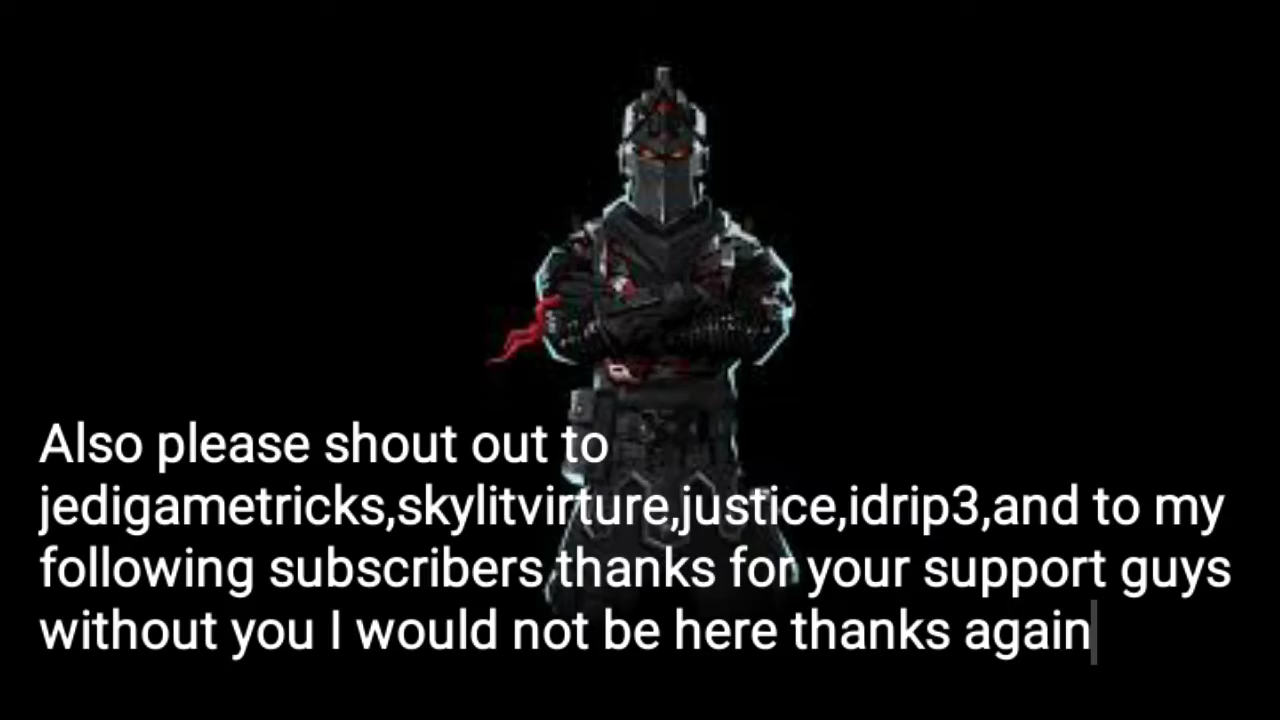 Also please shout out to
jedigametricks,skylitvirture,justice,idrip3,and to my
following subscribers thanks for your support guys
without you I would not be here thanks again